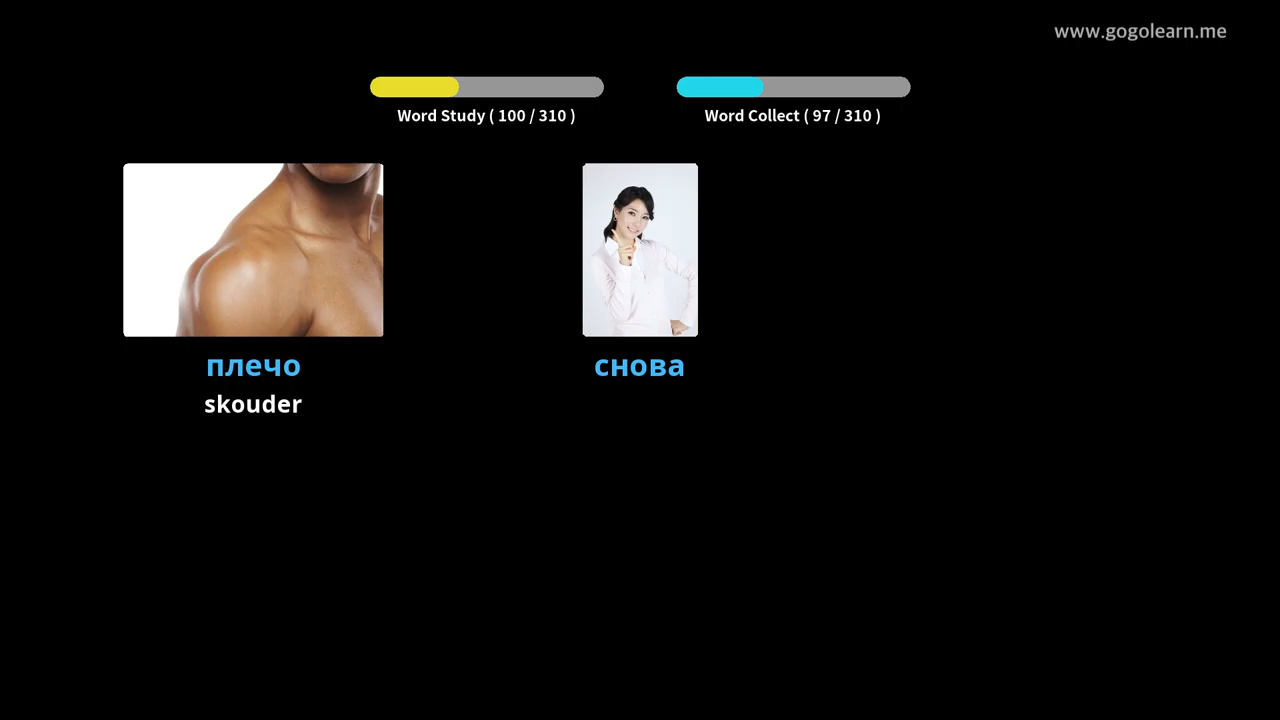 www.gogolearn.me
Word Study ( 100 / 310 )
Word Collect ( 97 / 310 )
плечо
skouder
снова